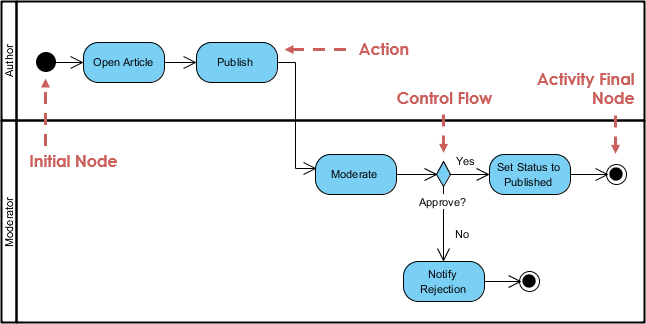 Author
Open Article
Publish
Action
Initial Node
Control Flow
Activity Final
Node
Moderator
Moderate
Yes
Approve?
Set Status to
Published
No
Notify
Rejection